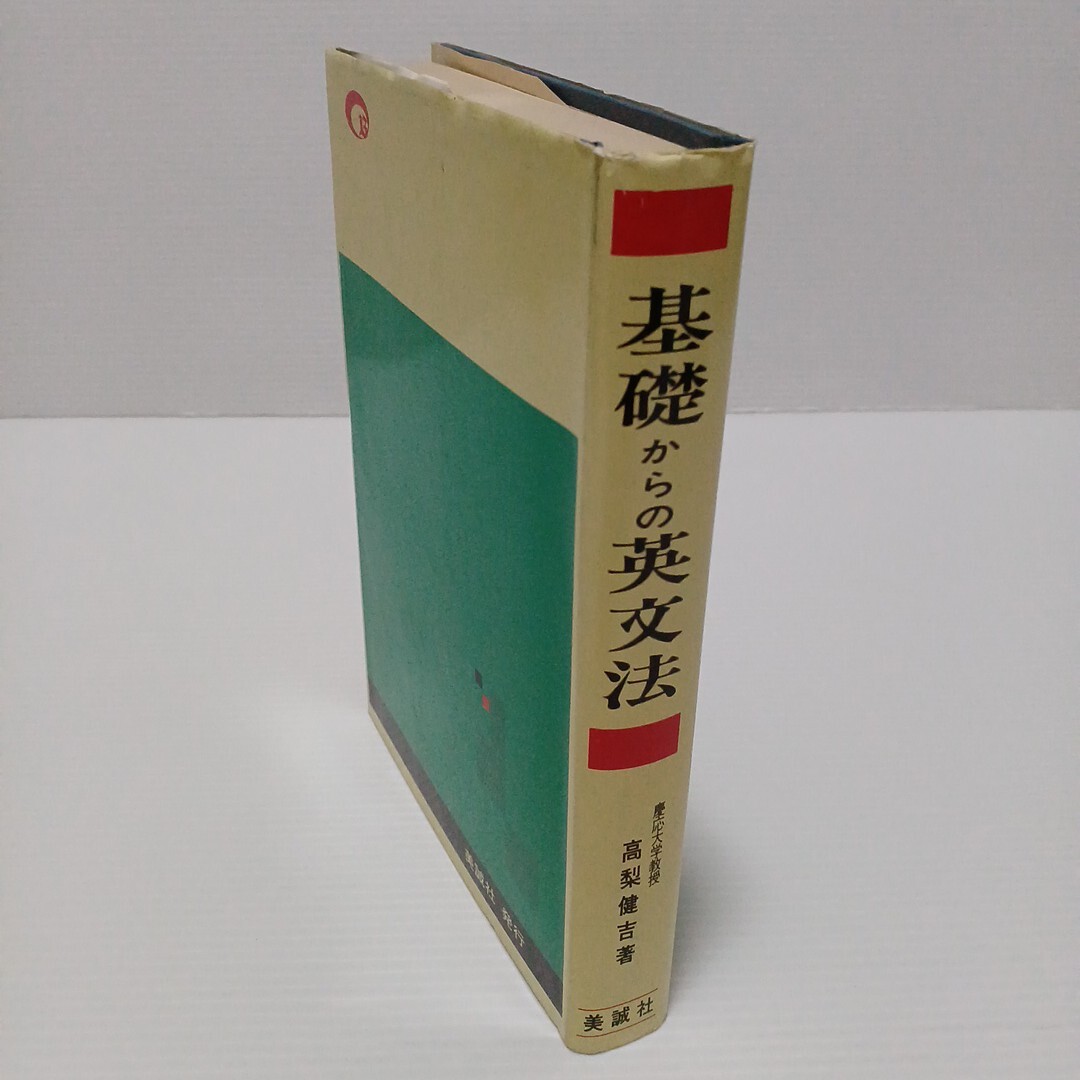 基礎からの英文法
慶応大学教授
高梨健吉著
美誠社
美誠社 発行